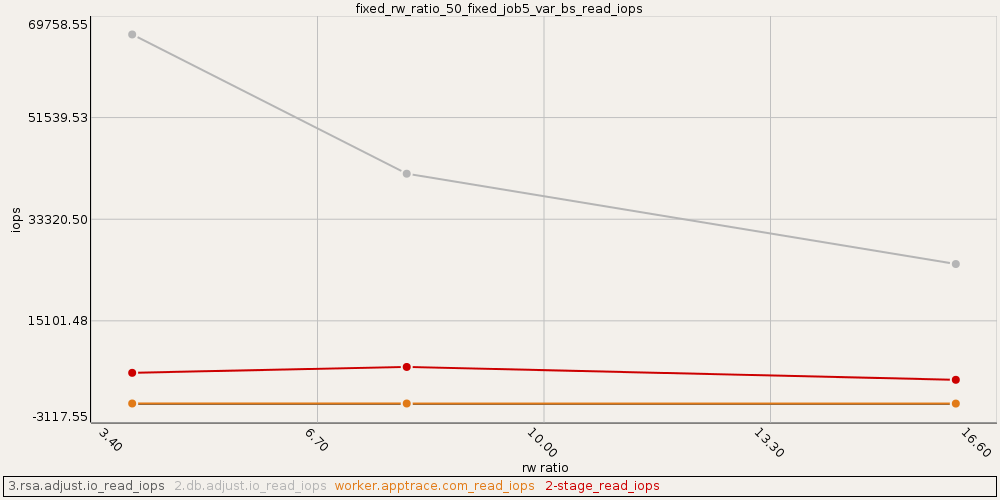 fixed_rw_ratio_50_fixed_job5_var_bs_read_iops
69758.55
51539.53
33320.50
15101.48
-3117.55
iops
3.40
6.70
10.00
13.30
16.60
rw ratio
3.rsa.adjust.io_read_iops 2.db.adjust.io_read_iops worker.apptrace.com_read_iops 2-stage_read_iops